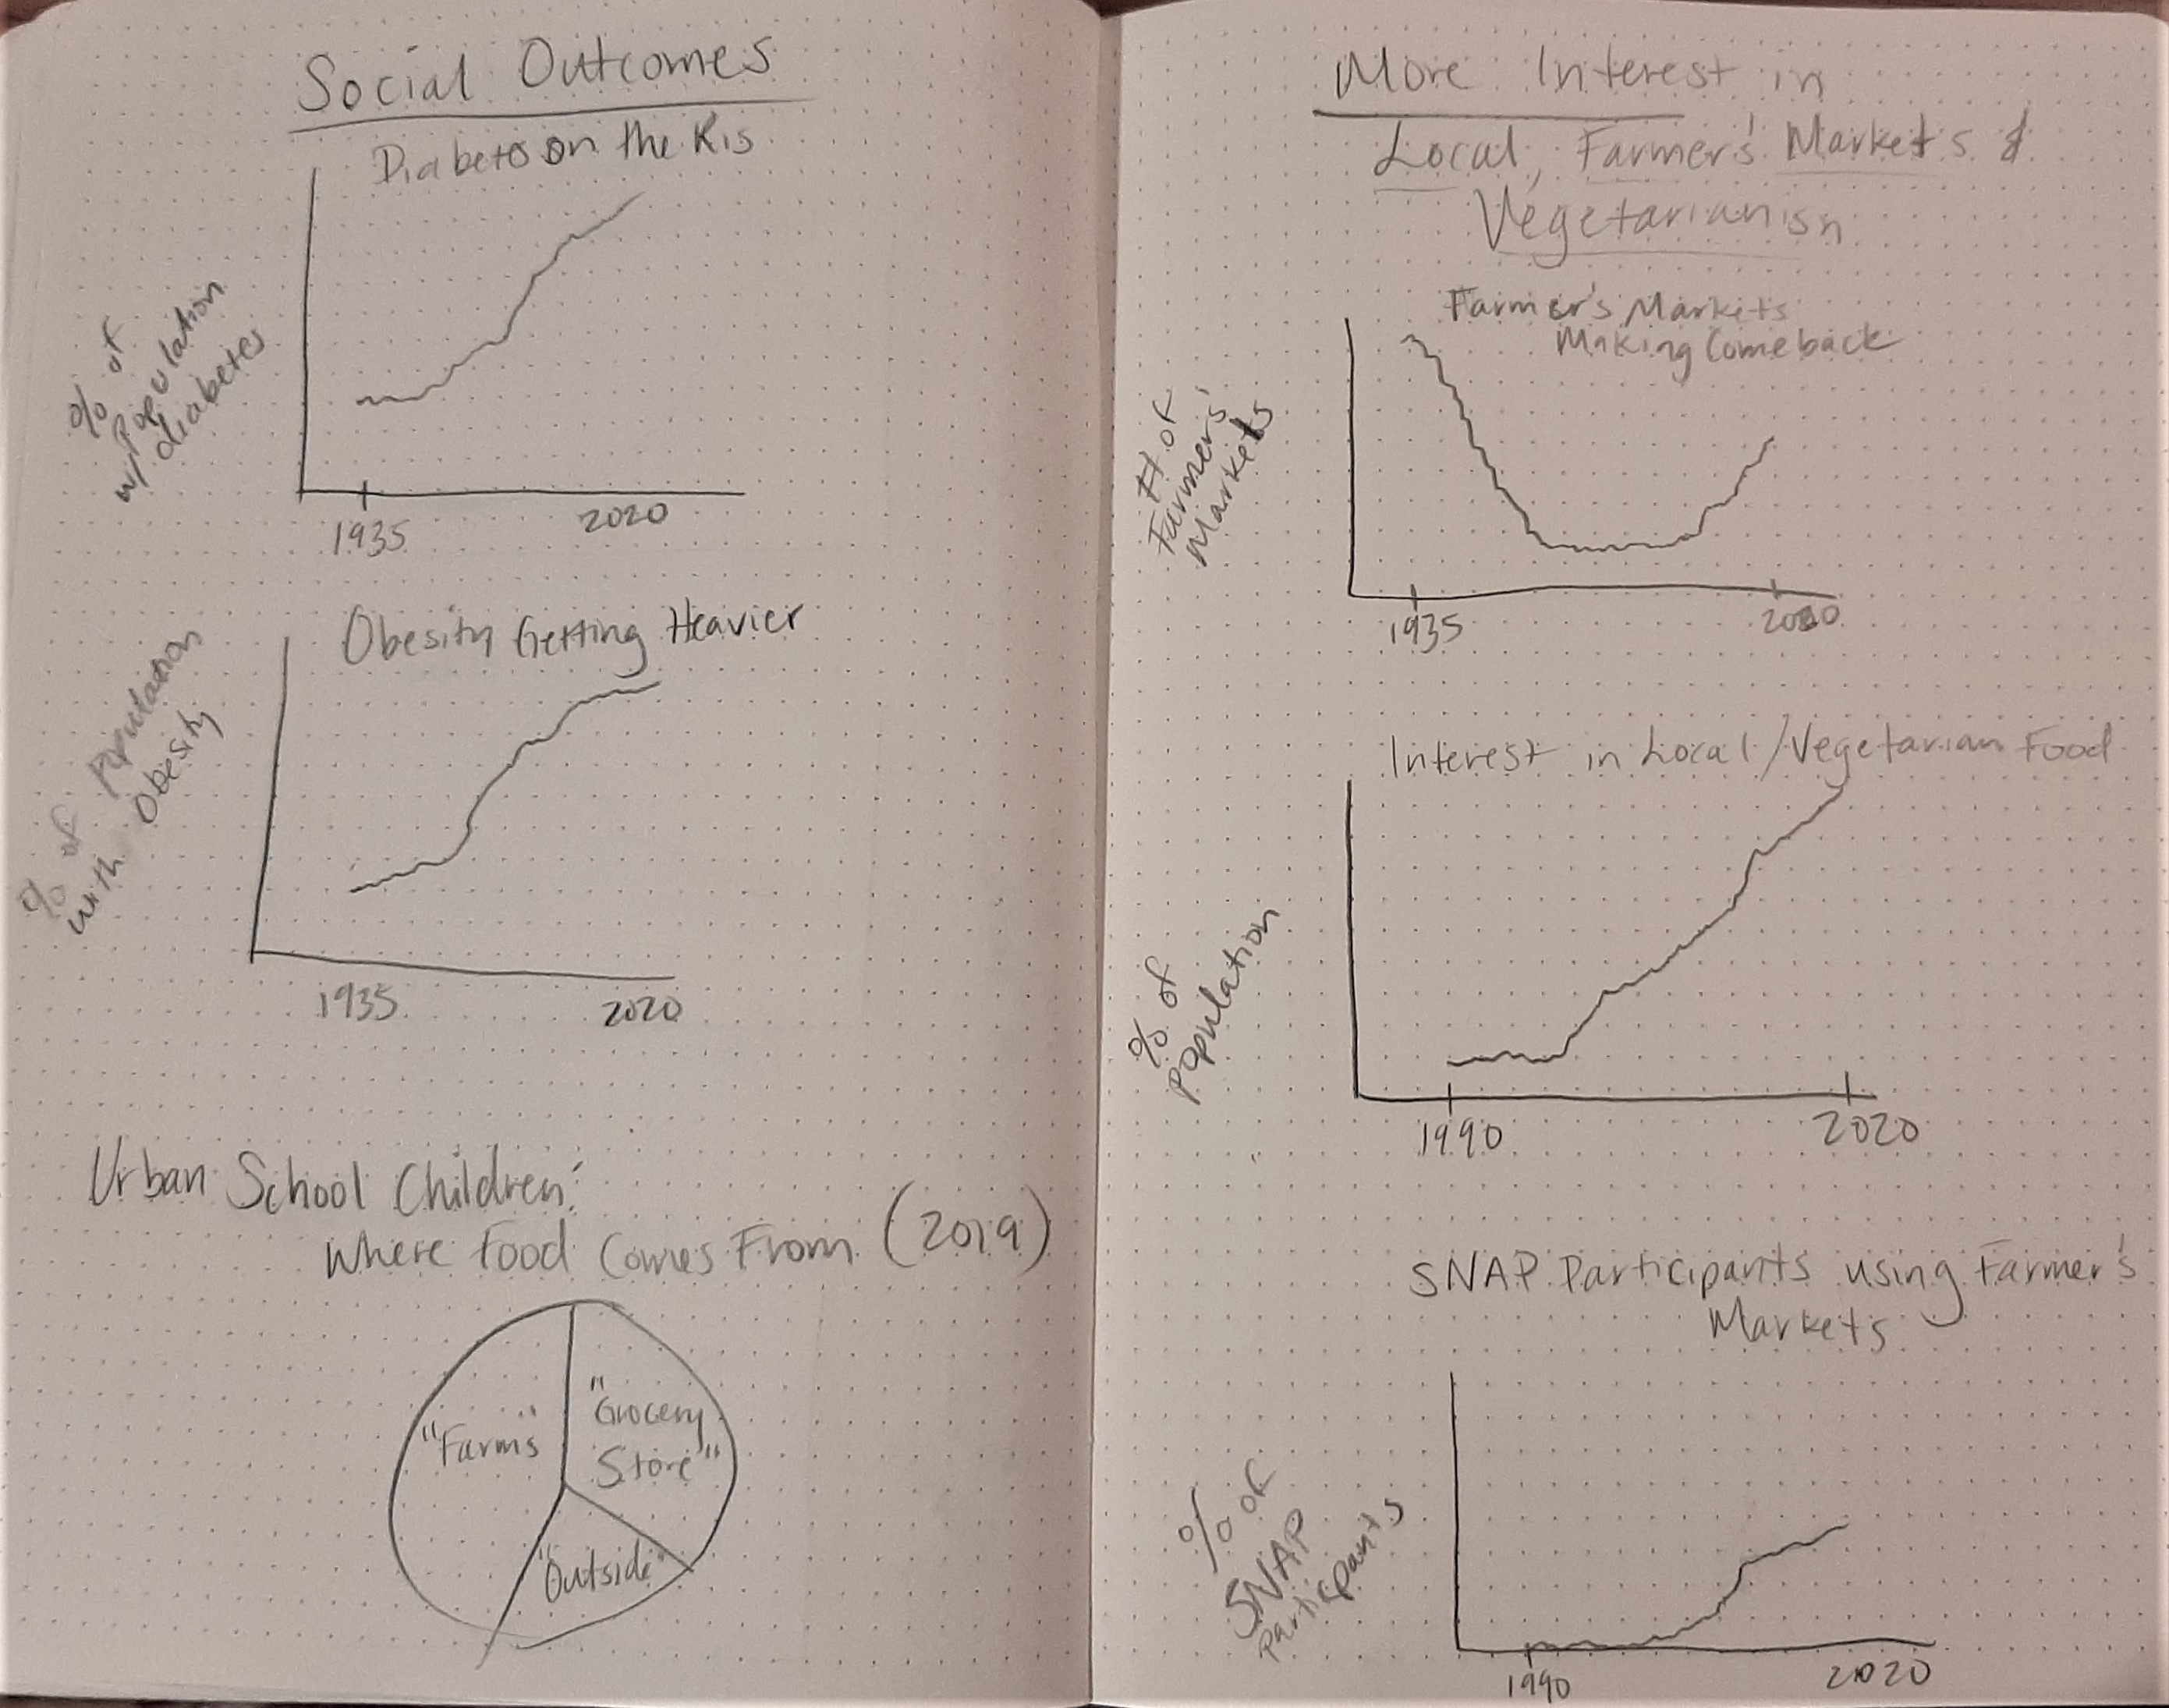 Social Outcomes
Diabetes on the Ris
% of
Population
w/ diabetes
1935
2020
Obesity Getting Heavier
% of Population
with Obesity
1935
2020
Urban School Children:
Where Food Comes From (2019)
"Farms"
"Grocery
Store"
"Outside"
More Interest in
Local, Farmer's Markets &
Vegetarianism
Farmer's Markets
Making Comeback
# of
Farmers'
Markets
1935
2020
Interest in Local/Vegetarian Food
% of
Population
1990
2020
SNAP Participants using Farmer's
Markets
% of
SNAP
Participants
1990
2020